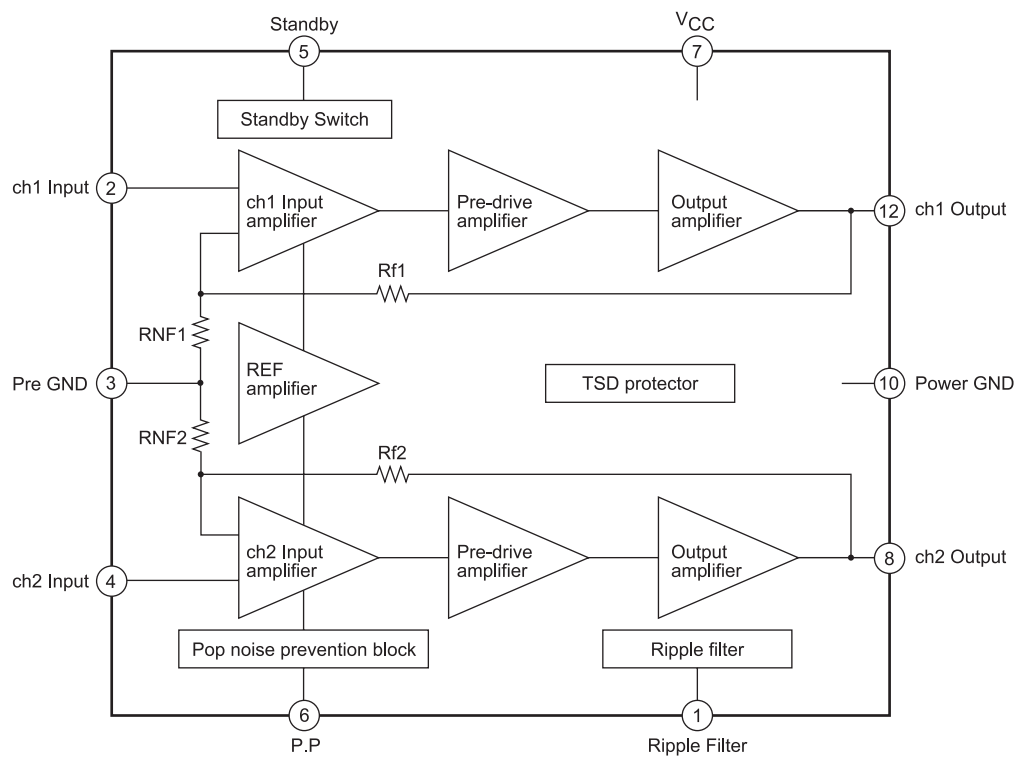 Standby
5
VCC
7
Standby Switch
ch1 Input
2
ch1 Input
amplifier
Pre-drive
amplifier
Output
amplifier
12
ch1 Output
Rf1
RNF1
Pre GND
3
REF
amplifier
TSD protector
10
Power GND
RNF2
Rf2
ch2 Input
4
ch2 Input
amplifier
Pre-drive
amplifier
Output
amplifier
8
ch2 Output
Pop noise prevention block
Ripple filter
6
P.P
1
Ripple Filter